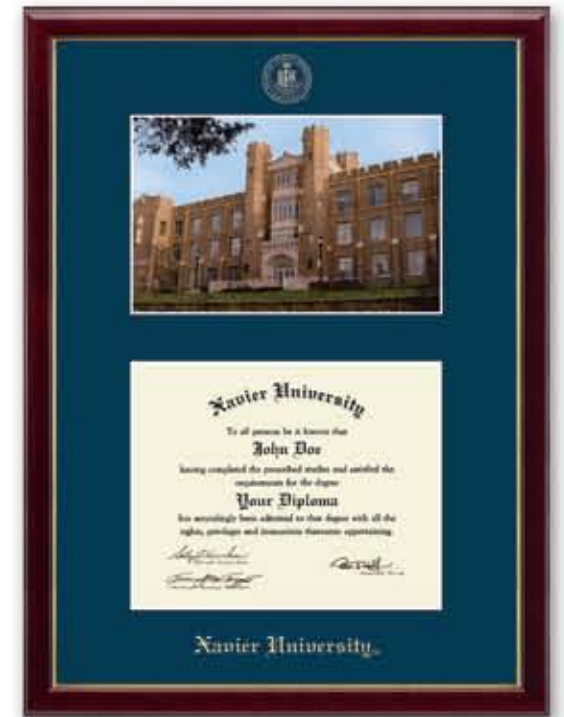 Xavier University
To all persons be it known that
John Doe
having completed the prescribed studies and satisfied the
requirements for the degree
Your Diploma
has accordingly been admitted to that degree with all the
rights, privileges and immunities thereunto appertaining.
Xavier University